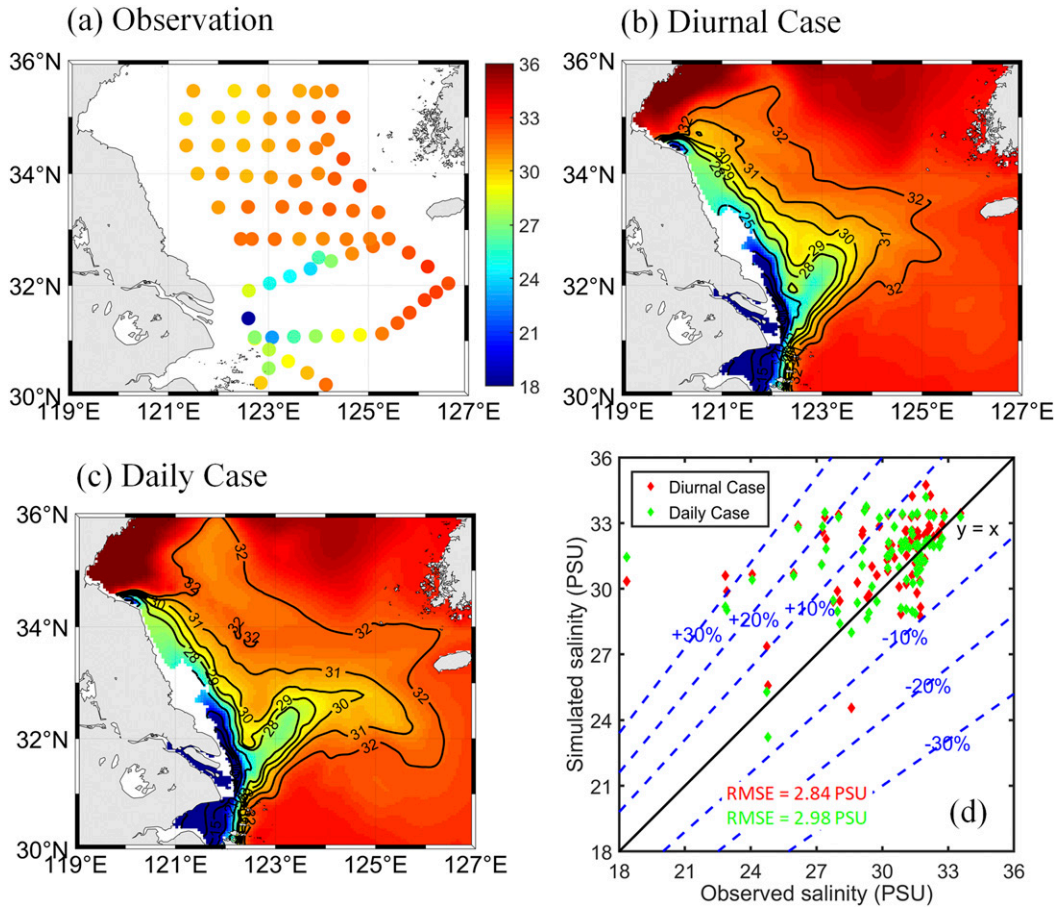 (a) Observation
36°N
34°N
32°N
30°N
119°E
121°E
123°E
125°E
127°E
36
33
30
27
24
21
18
(b) Diurnal Case
36°N
34°N
32°N
30°N
119°E
121°E
123°E
125°E
127°E
32
32
30
31
29
28
25
32
31
30
29
28
32
(c) Daily Case
36°N
34°N
32°N
30°N
119°E
121°E
123°E
125°E
127°E
32
32
30
31
32
32
32
28
29
31
30
29
28
31
32
32
36
33
30
27
24
21
18
Simulated salinity (PSU)
Diurnal Case
Daily Case
y = x
+30%
+20%
+10%
-10%
-20%
-30%
RMSE = 2.84 PSU
RMSE = 2.98 PSU
(d)
18
21
24
27
30
33
36
Observed salinity (PSU)